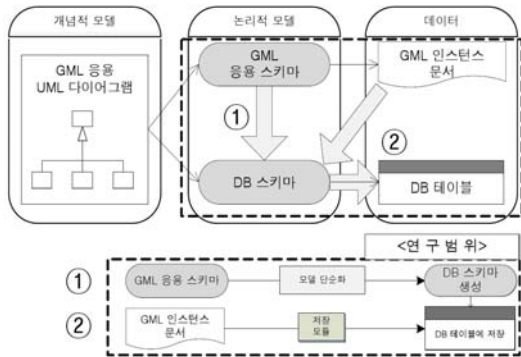 개념적 모델
논리적 모델
데이터
GML 응용
UML 다이어그램
GML
응용 스키마
GML 인스턴스
문서
①
②
DB 스키마
DB 테이블
<연 구 범 위>
①
GML 응용 스키마
모델 단순화
DB 스키마
생성
②
GML 인스턴스
문서
저장
모듈
DB 테이블에 저장